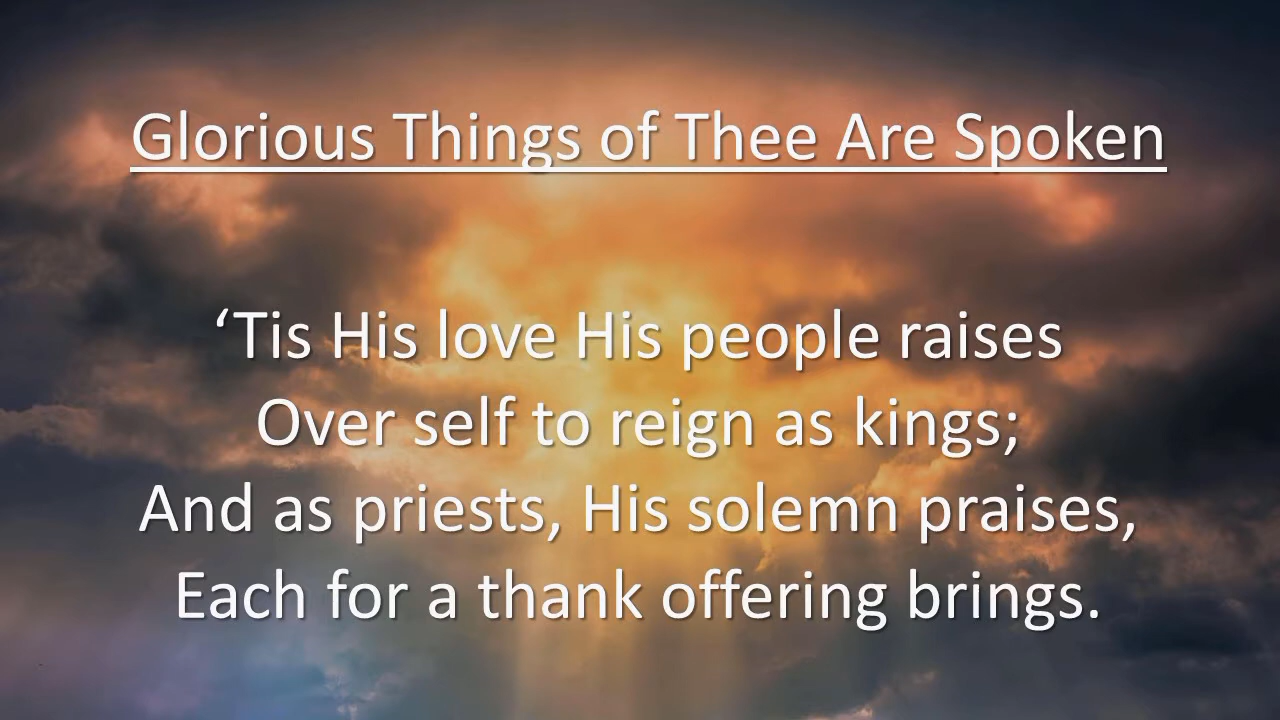 Glorious Things of Thee Are Spoken
‘Tis His love His people raises
Over self to reign as kings;
And as priests, His solemn praises,
Each for a thank offering brings.